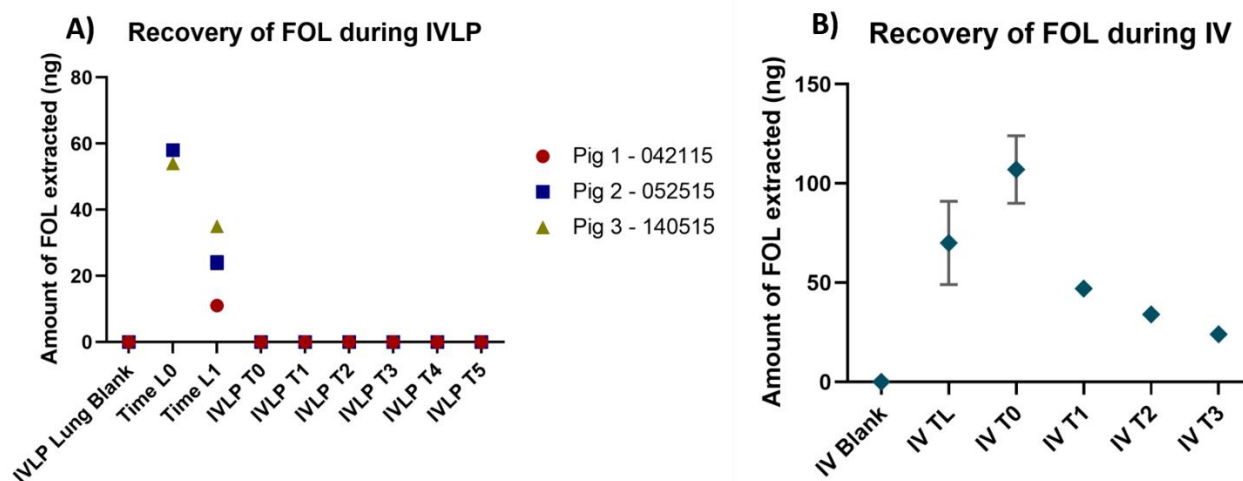 A) Recovery of FOL during IVLP
Amount of FOL extracted (ng)
80
60
40
20
0
IVLP Lung Blank
Time L0
Time L1
IVLP T0
IVLP T1
IVLP T2
IVLP T3
IVLP T4
IVLP T5
Pig 1 - 042115
Pig 2 - 052515
Pig 3 - 140515
B) Recovery of FOL during IV
Amount of FOL extracted (ng)
150
100
50
0
IV Blank
IV TL
IV T0
IV T1
IV T2
IV T3